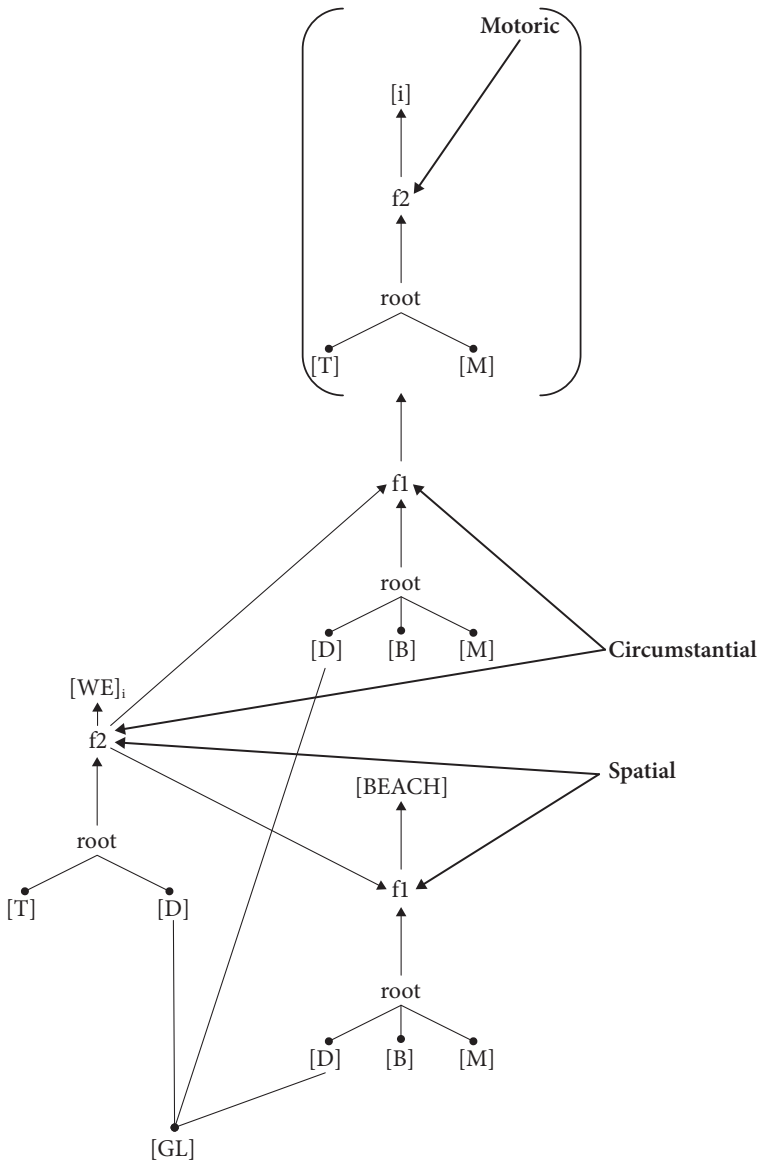 Motoric
[i]
f2
root
[T] [M]
f1
root
[D] [B] [M]
Circumstantial
[WE]i
f2
Spatial
[BEACH]
root
f1
[T] [D]
root
[D] [B] [M]
[GL]